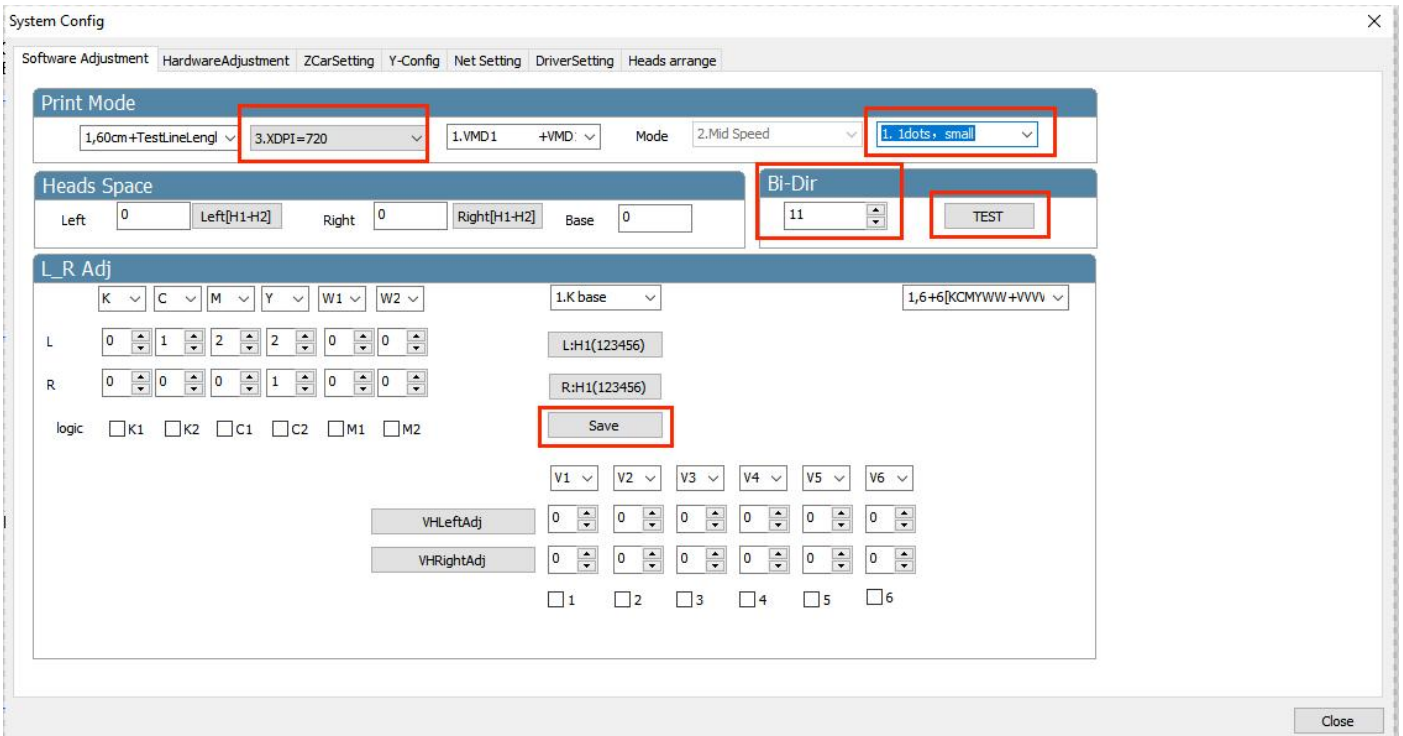 System Config
Software Adjustment HardwareAdjustment ZCarSetting Y-Config Net Setting DriverSetting Heads arrange
Print Mode
1,60cm+TestLineLengl 3.XDPI=720 1.VMD1 +VMD: Mode 2.Mid Speed 1. 1dots, small
Heads Space Bi-Dir
Left 0 Left[H1-H2] Right 0 Right[H1-H2] Base 0 11 TEST
L_R Adj
K C M Y W1 W2 1.K base 1,6+6[KCMYWW+VVVV
L 0 1 2 2 0 0 L:H1(123456)
R 0 0 0 1 0 0 R:H1(123456)
logic K1 K2 C1 C2 M1 M2 Save
V1 V2 V3 V4 V5 V6
VHLeftAdj 0 0 0 0 0 0
VHRightAdj 0 0 0 0 0 0
1 2 3 4 5 6
Close